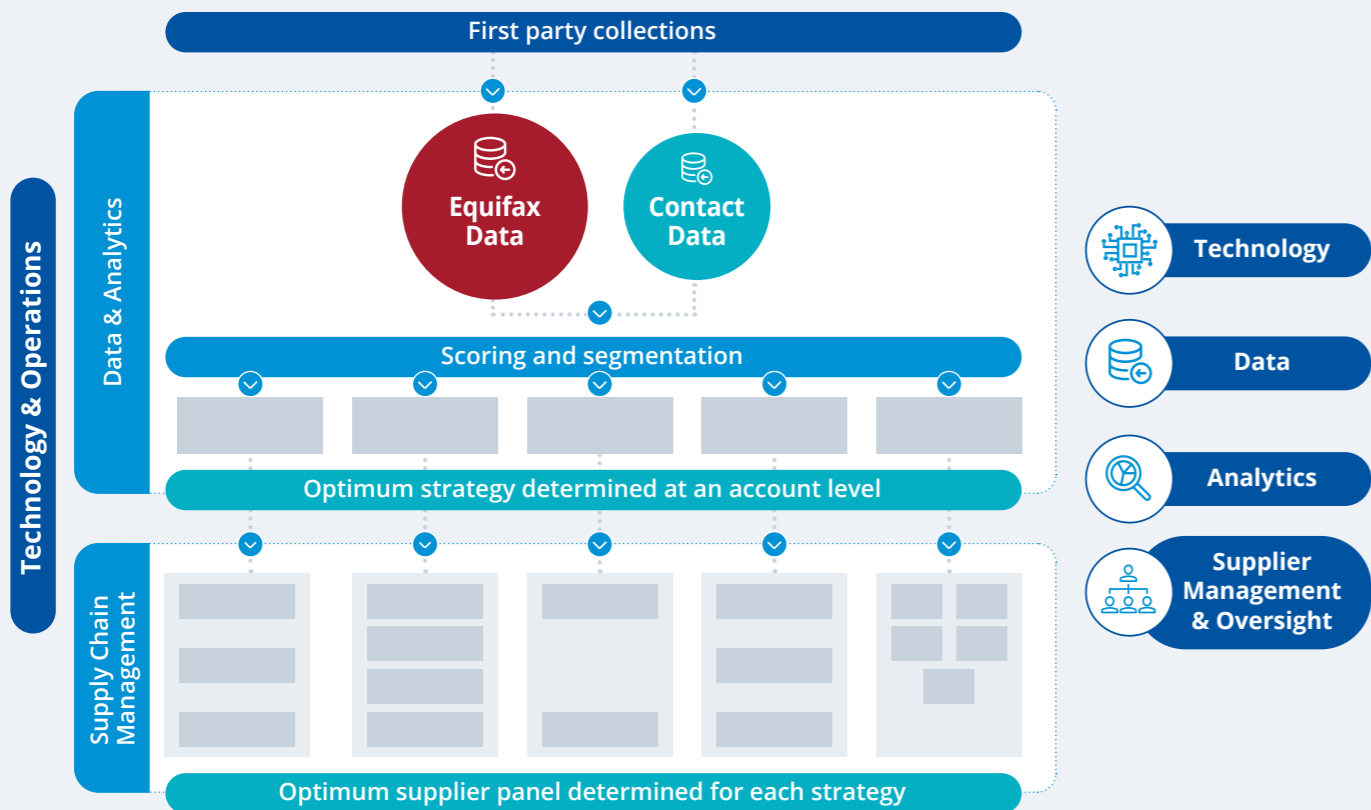 First party collections
Technology & Operations
Data & Analytics
Equifax
Data
Contact
Data
Scoring and segmentation
Optimum strategy determined at an account level
Supply Chain
Management
Optimum supplier panel determined for each strategy
Technology
Data
Analytics
Supplier
Management
& Oversight